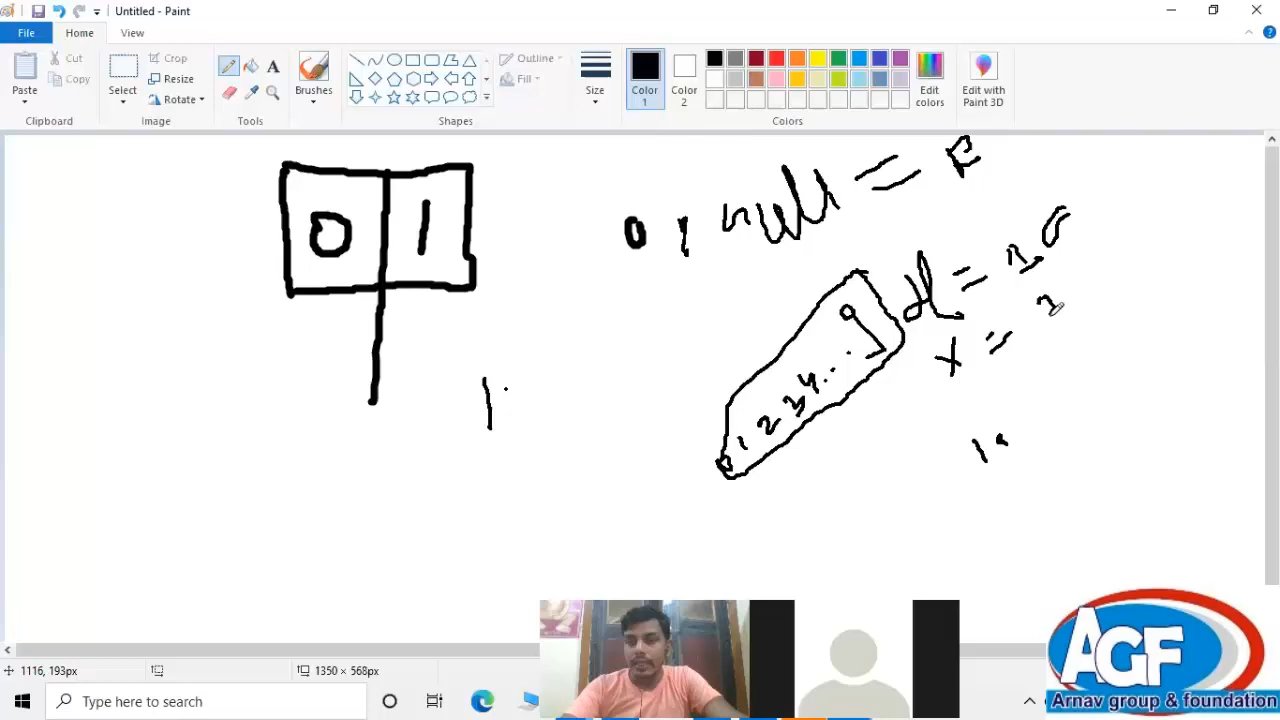 Untitled - Paint
File
Home
View
Paste
Cut
Copy
Clipboard
Select
Crop
Resize
Rotate
Image
Tools
Brushes
Shapes
Outline
Fill
Size
Color 1
Color 2
Colors
Edit colors
Edit with Paint 3D
0 1
0, null =
0 1 2 3 4 ...
d = 10
x =
1116, 193px
1350 × 568px
Type here to search
AGF
Arnav group & foundation